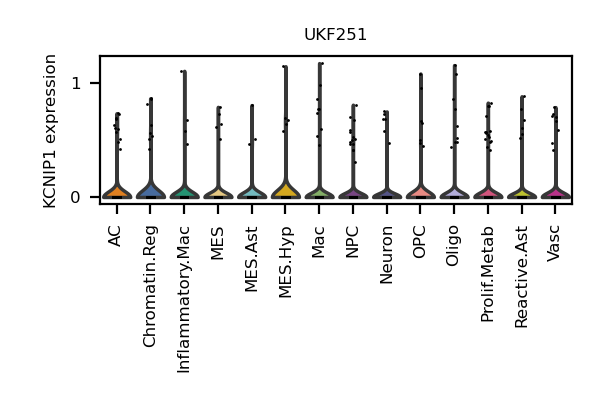 UKF251
KCNIP1 expression
1
0
AC
Chromatin.Reg
Inflammatory.Mac
MES
MES.Ast
MES.Hyp
Mac
NPC
Neuron
OPC
Oligo
Prolif.Metab
Reactive.Ast
Vasc